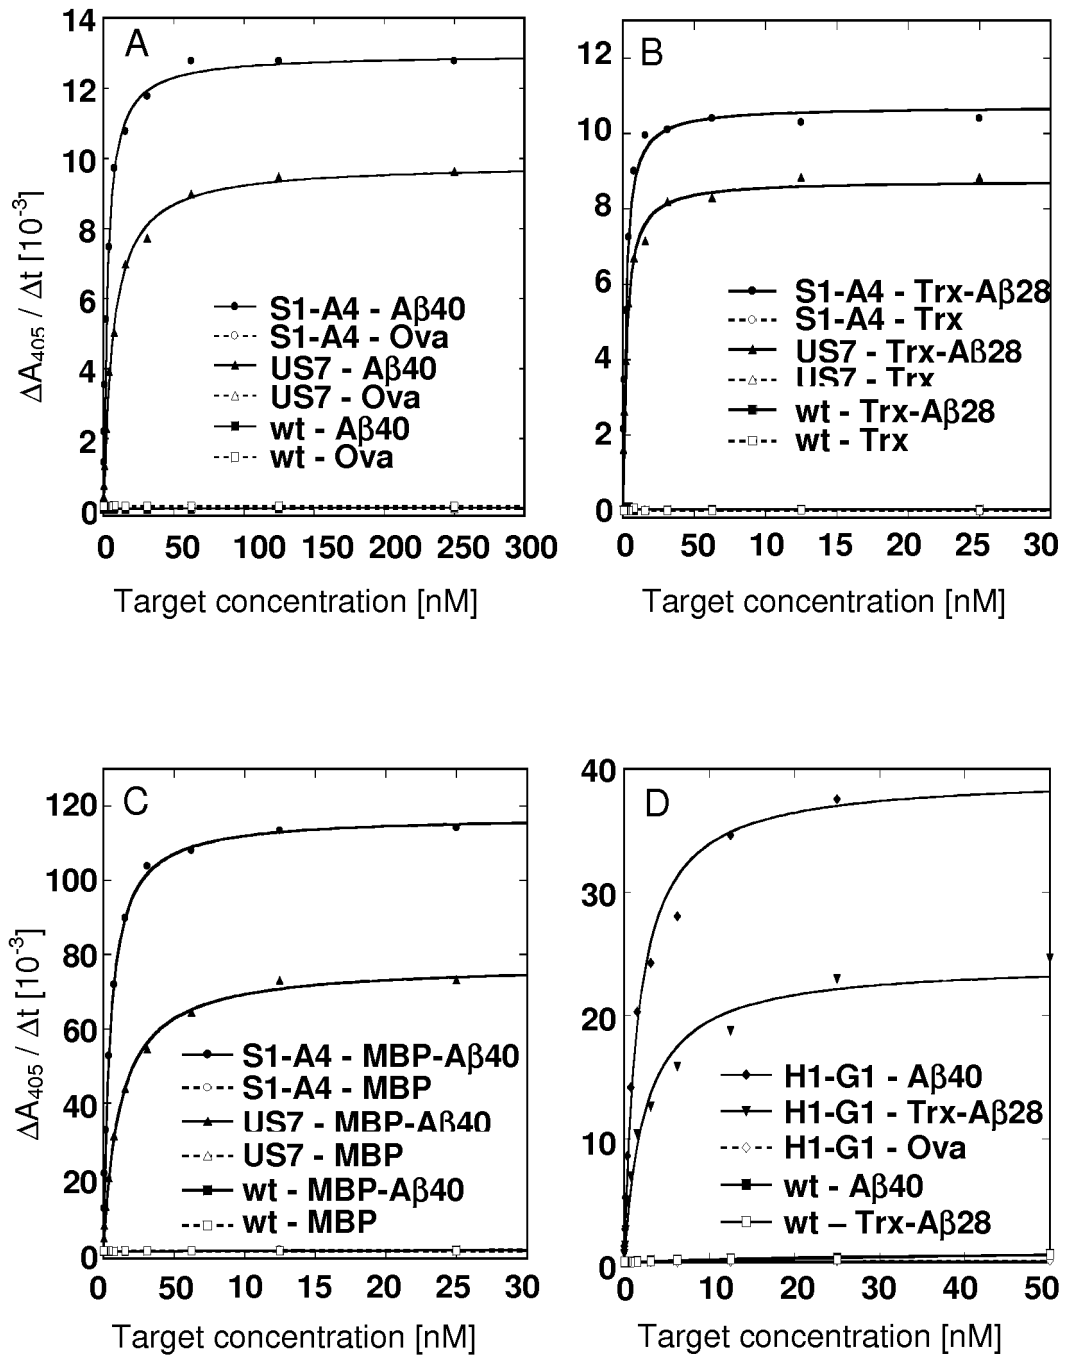 A
14
12
10
8
6
4
2
0
ΔA405 / Δt [10-3]
S1-A4 - Aβ40
S1-A4 - Ova
US7 - Aβ40
US7 - Ova
wt - Aβ40
wt - Ova
0 50 100 150 200 250 300
Target concentration [nM]
B
12
10
8
6
4
2
0
S1-A4 - Trx-Aβ28
S1-A4 - Trx
US7 - Trx-Aβ28
US7 - Trx
wt - Trx-Aβ28
wt - Trx
0 50 10 15 20 25 30
Target concentration [nM]
C
120
100
80
60
40
20
0
ΔA405 / Δt [10-3]
S1-A4 - MBP-Aβ40
S1-A4 - MBP
US7 - MBP-Aβ40
US7 - MBP
wt - MBP-Aβ40
wt - MBP
0 50 10 15 20 25 30
Target concentration [nM]
D
40
30
20
10
0
H1-G1 - Aβ40
H1-G1 - Trx-Aβ28
H1-G1 - Ova
wt - Aβ40
wt – Trx-Aβ28
0 10 20 30 40 50
Target concentration [nM]